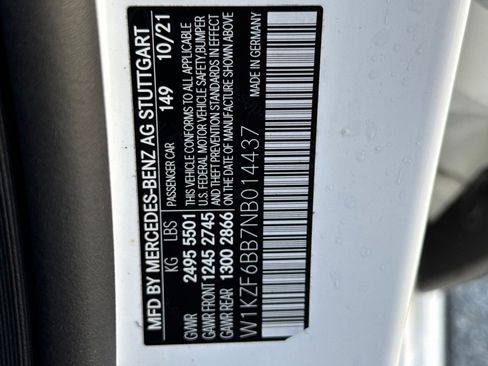 MFD BY MERCEDES-BENZ AG STUTTGART
PASSENGER CAR 149 10/21
KG LBS
GVWR 2495 5501
GAWR FRONT 1245 2745
GAWR REAR 1300 2866
THIS VEHICLE CONFORMS TO ALL APPLICABLE
U.S. FEDERAL MOTOR VEHICLE SAFETY, BUMPER
AND THEFT PREVENTION STANDARDS IN EFFECT
ON THE DATE OF MANUFACTURE SHOWN ABOVE
MADE IN GERMANY
W1KZF6BB7NB014437